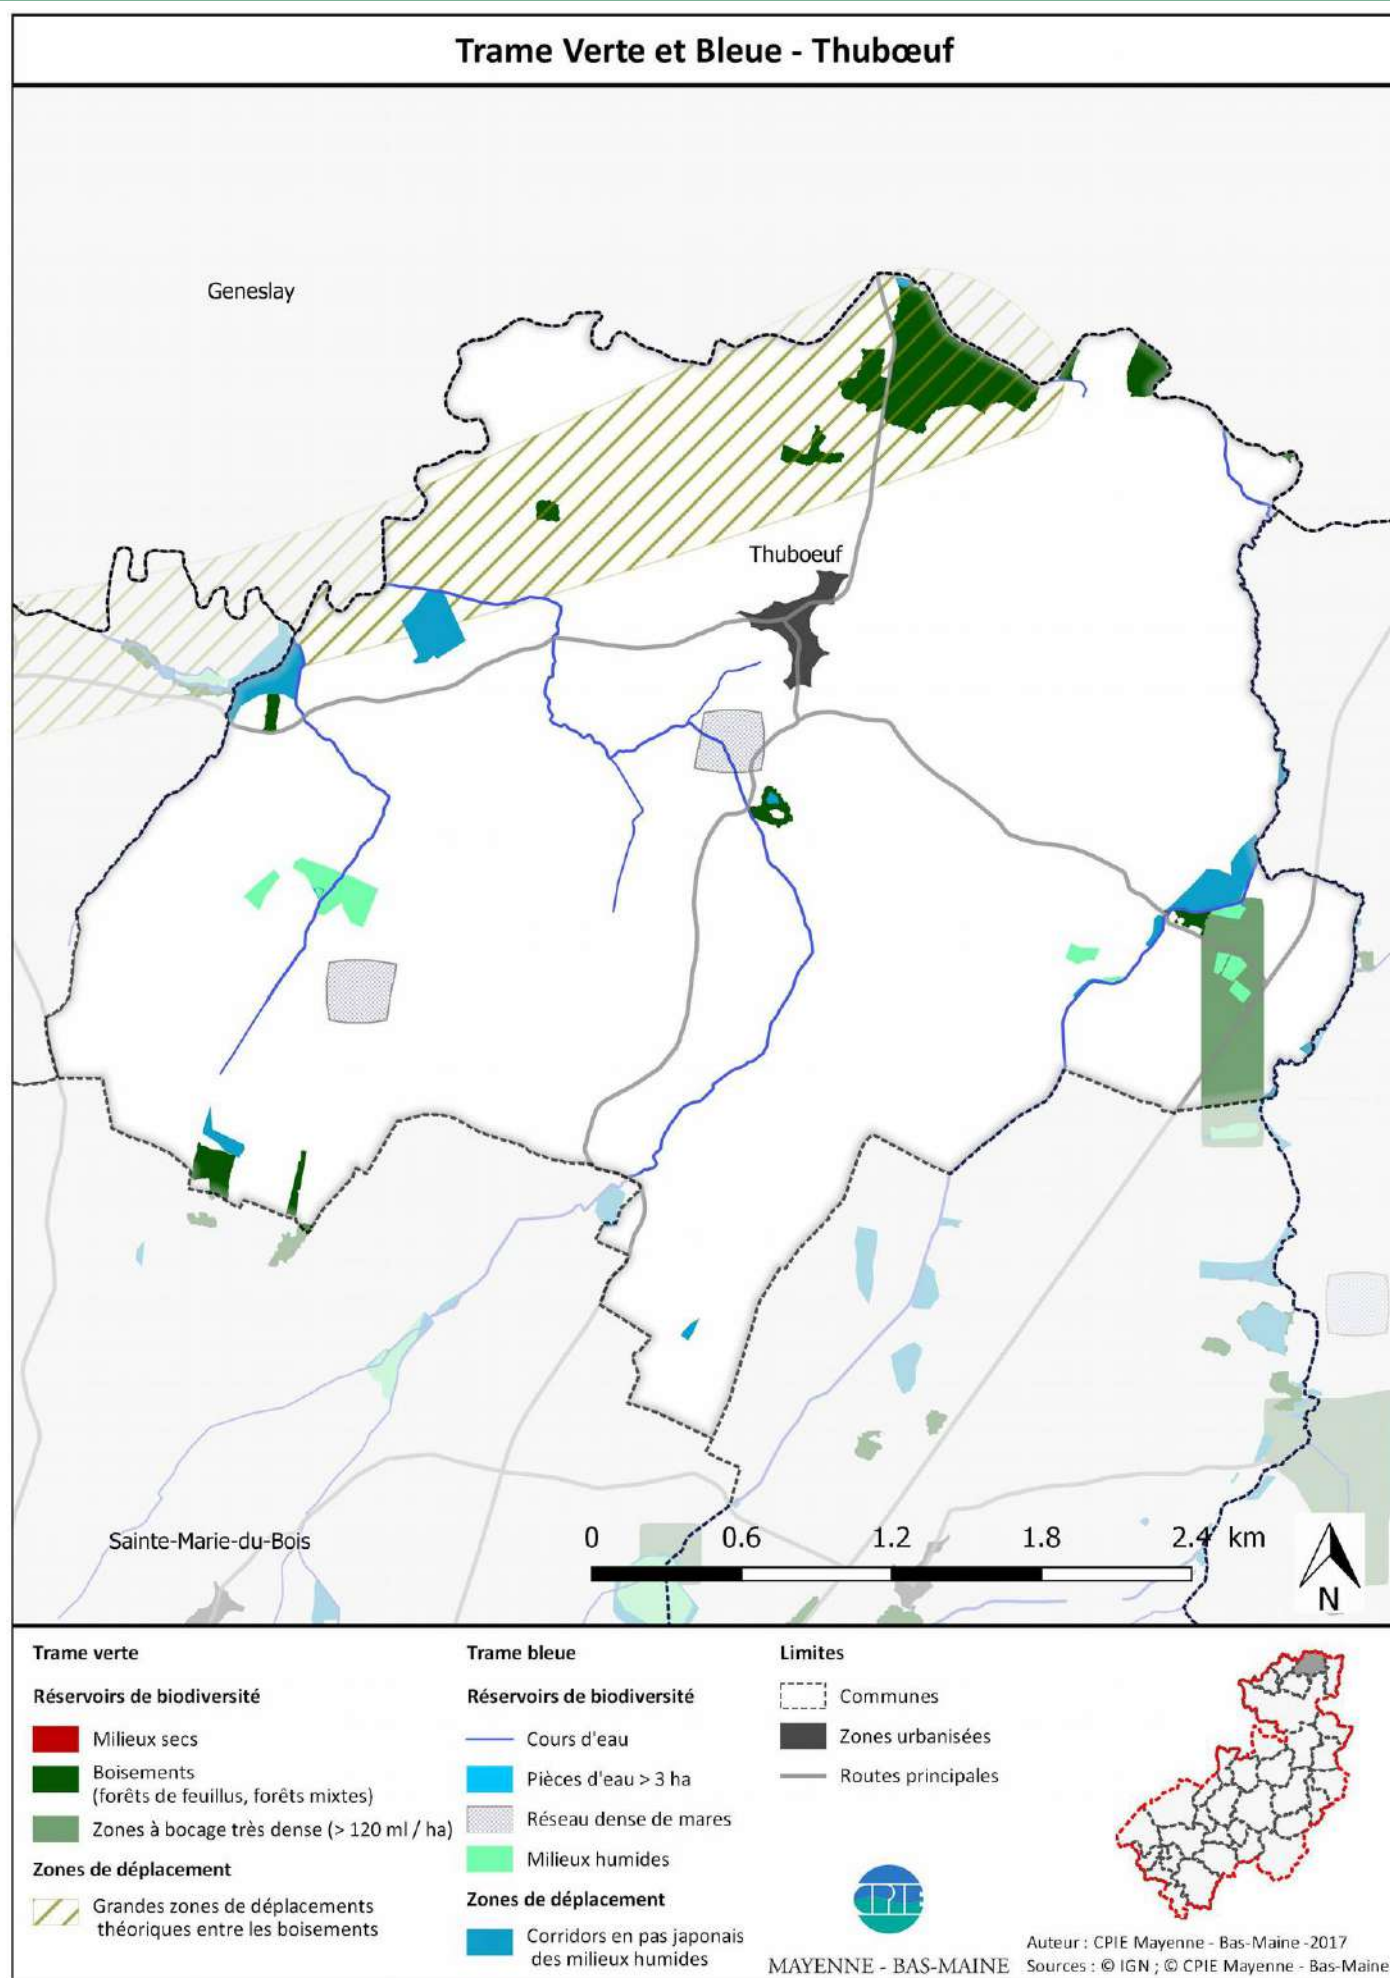 Trame Verte et Bleue - Thubœuf
Geneslay
Thuboeuf
Sainte-Marie-du-Bois
0 0.6 1.2 1.8 2.4 km
N
Trame verte
Réservoirs de biodiversité
Milieux secs
Boisements
(forêts de feuillus, forêts mixtes)
Zones à bocage très dense (> 120 ml / ha)
Zones de déplacement
Grandes zones de déplacements
théoriques entre les boisements
Trame bleue
Réservoirs de biodiversité
Cours d'eau
Pièces d'eau > 3 ha
Réseau dense de mares
Milieux humides
Zones de déplacement
Corridors en pas japonais
des milieux humides
Limites
Communes
Zones urbanisées
Routes principales
CPIE
MAYENNE - BAS-MAINE
Auteur : CPIE Mayenne - Bas-Maine -2017
Sources : © IGN ; © CPIE Mayenne - Bas-Maine